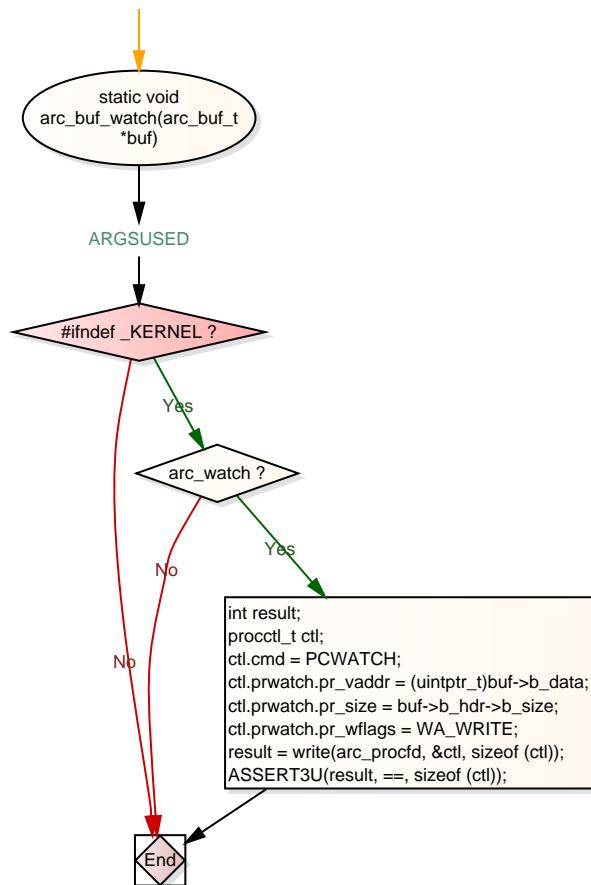 static void
arc_buf_watch(arc_buf_t
*buf)
ARGSUSED
#ifndef _KERNEL ?
Yes
arc_watch ?
Yes
No
int result;
procctl_t ctl;
ctl.cmd = PCWATCH;
ctl.prwatch.pr_vaddr = (uintptr_t)buf->b_data;
ctl.prwatch.pr_size = buf->b_hdr->b_size;
ctl.prwatch.pr_wflags = WA_WRITE;
result = write(arc_procfd, &ctl, sizeof (ctl));
ASSERT3U(result, ==, sizeof (ctl));
No
End